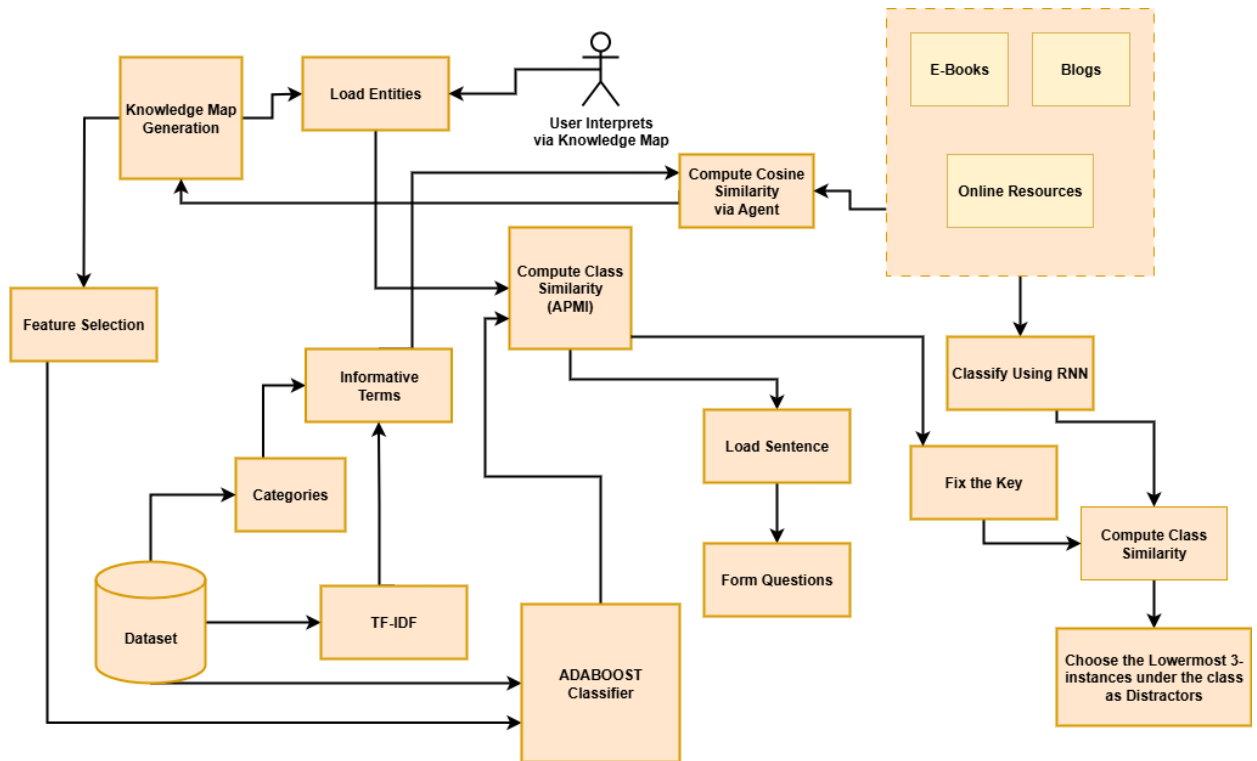 E-Books
Blogs
Online Resources
Knowledge Map
Generation
Load Entities
User Interprets
via Knowledge Map
Compute Cosine
Similarity
via Agent
Compute Class
Similarity
(APMI)
Feature Selection
Informative
Terms
Classify Using RNN
Load Sentence
Categories
Fix the Key
Compute Class
Similarity
Form Questions
Dataset
TF-IDF
ADABOOST
Classifier
Choose the Lowermost 3-
instances under the class
as Distractors